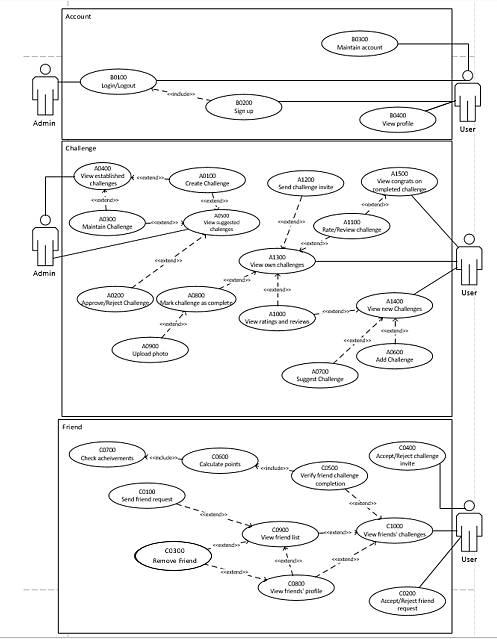 Account
B0300
Maintain account
B0100
Login/Logout
<<include>>
B0200
Sign up
B0400
View profile
Admin
User
Challenge
A0400
View established
challenges
<<extend>>
A0100
Create Challenge
A1200
Send challenge invite
A1500
View congrats on
completed challenge
<<extend>>
<<extend>>
<<extend>>
A0300
Maintain Challenge
<<extend>>
A0500
View suggested
challenges
<<extend>>
A1100
Rate/Review challenge
<<extend>>
Admin
<<extend>>
A1300
View own challenges
User
A0200
Approve/Reject Challenge
A0800
Mark challenge as complete
<<extend>>
<<extend>>
A1400
View new Challenges
A1000
View ratings and reviews
<<extend>>
<<extend>>
A0900
Upload photo
<<extend>>
<<extend>>
A0600
Add Challenge
A0700
Suggest Challenge
Friend
C0700
Check acheivements
<<include>>
C0600
Calculate points
<<include>>
C0500
Verify friend challenge
completion
C0400
Accept/Reject challenge
invite
C0100
Send friend request
<<extend>>
<<extend>>
C0900
View friend list
<<extend>>
C1000
View friends' challenges
C0300
Remove Friend
<<extend>>
<<extend>>
<<extend>>
<<extend>>
C0800
View friends' profile
User
C0200
Accept/Reject friend
request